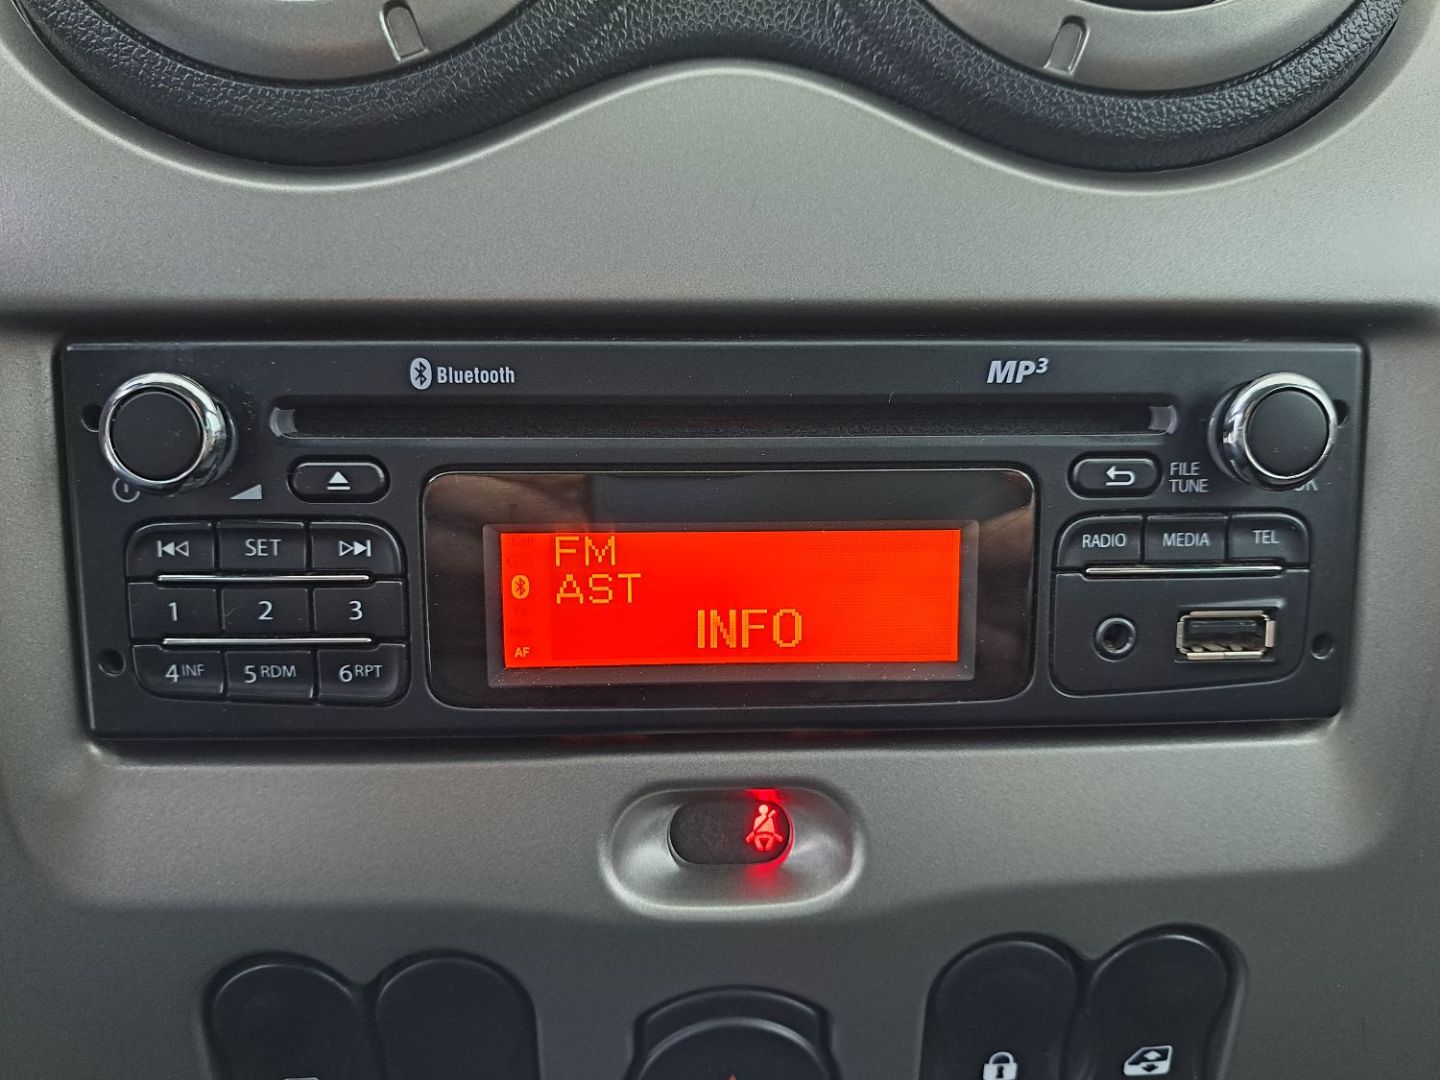 Bluetooth
MP3
FILE
TUNE
SET
1
2
3
4 INF
5 RDM
6 RPT
FM
AST
INFO
AF
RADIO
MEDIA
TEL